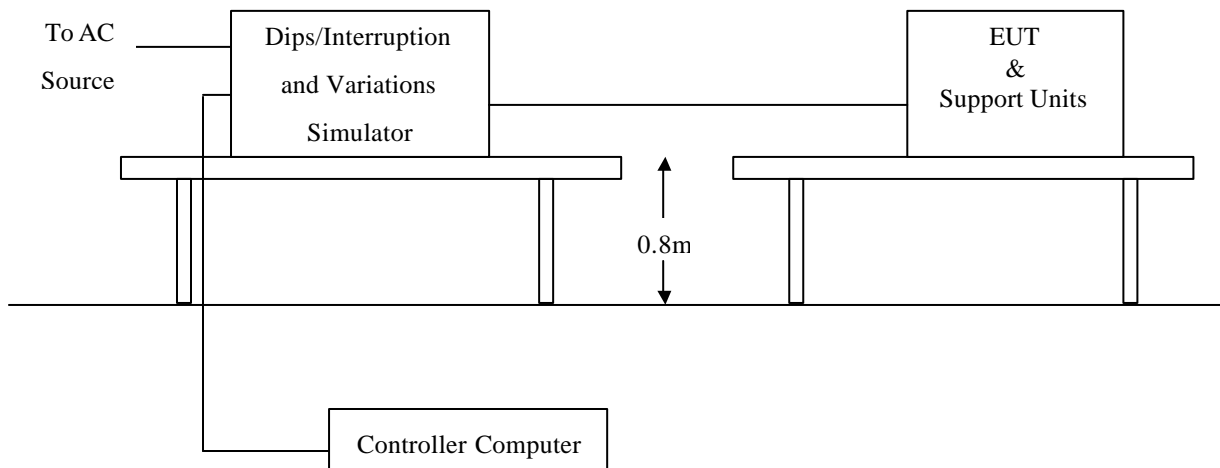 To AC
Source
Dips/Interruption
and Variations
Simulator
EUT
&
Support Units
0.8m
Controller Computer